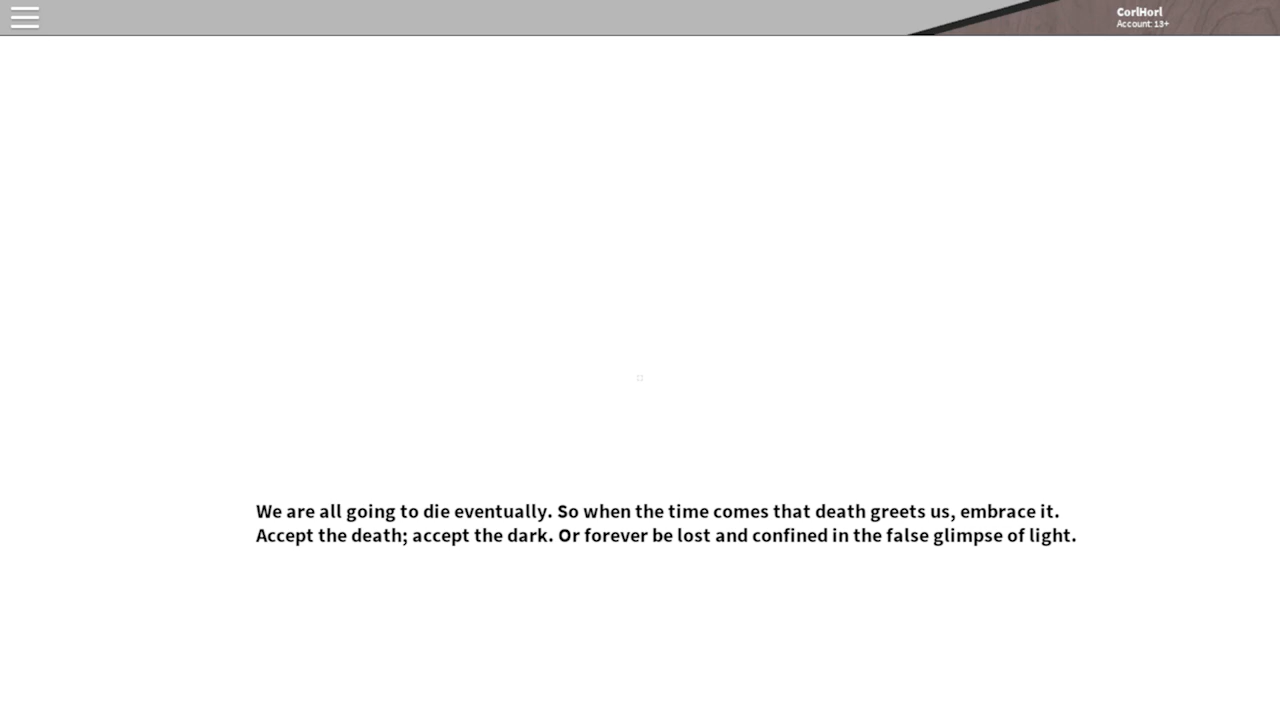 CorlHorl
Account: 13+
We are all going to die eventually. So when the time comes that death greets us, embrace it.
Accept the death; accept the dark. Or forever be lost and confined in the false glimpse of light.